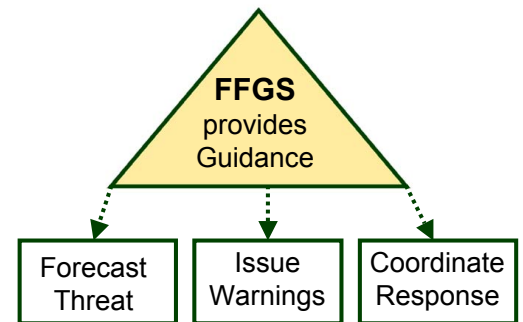 FFGS
provides
Guidance
Forecast
Threat
Issue
Warnings
Coordinate
Response